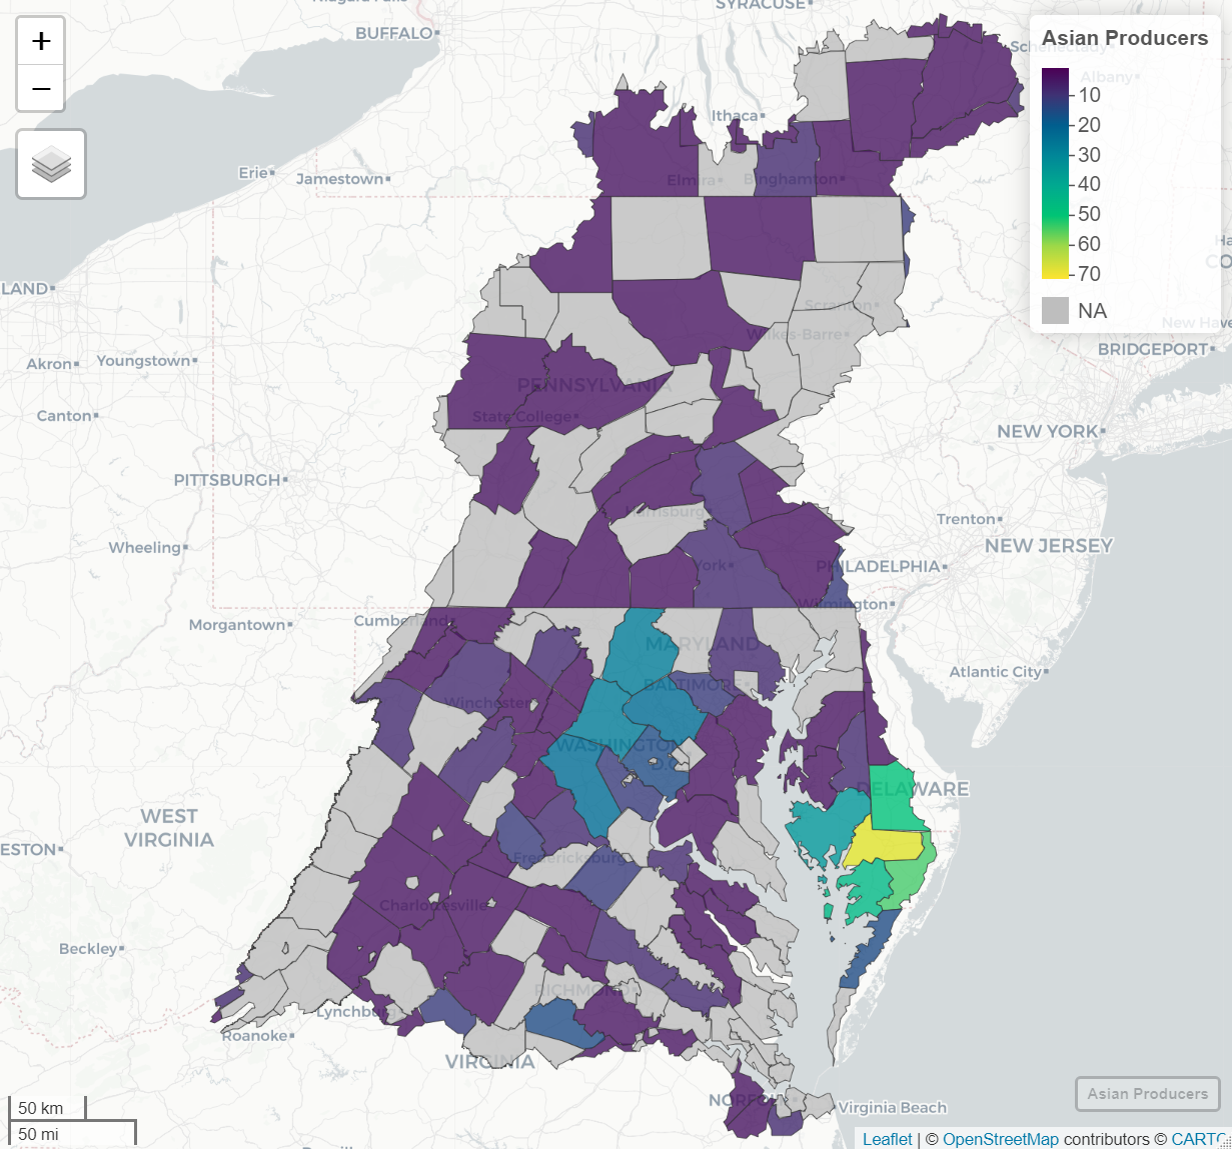 Niagara Falls
SYRACUSE
BUFFALO
+
−
Asian Producers
10
20
30
40
50
60
70
NA
Schenectady
Albany
Ithaca
Erie
Jamestown
Elmira
Binghamton
LAND
Scranton
Wilkes-Barre
New Hav
BRIDGEPORT
Akron
Youngstown
PENNSYLVANIA
State College
Canton
NEW YORK
PITTSBURGH
Harrisburg
Trenton
NEW JERSEY
Wheeling
York
PHILADELPHIA
Wilmington
Morgantown
Cumberland
MARYLAND
Atlantic City
BALTIMORE
Winchester
WASHINGTON
D.C.
DELAWARE
WEST
VIRGINIA
ESTON
Fredericksburg
Charlottesville
Beckley
RICHMOND
Lynchburg
Roanoke
VIRGINIA
NORFOLK
Virginia Beach
Asian Producers
50 km
50 mi
Leaflet | © OpenStreetMap contributors © CARTO